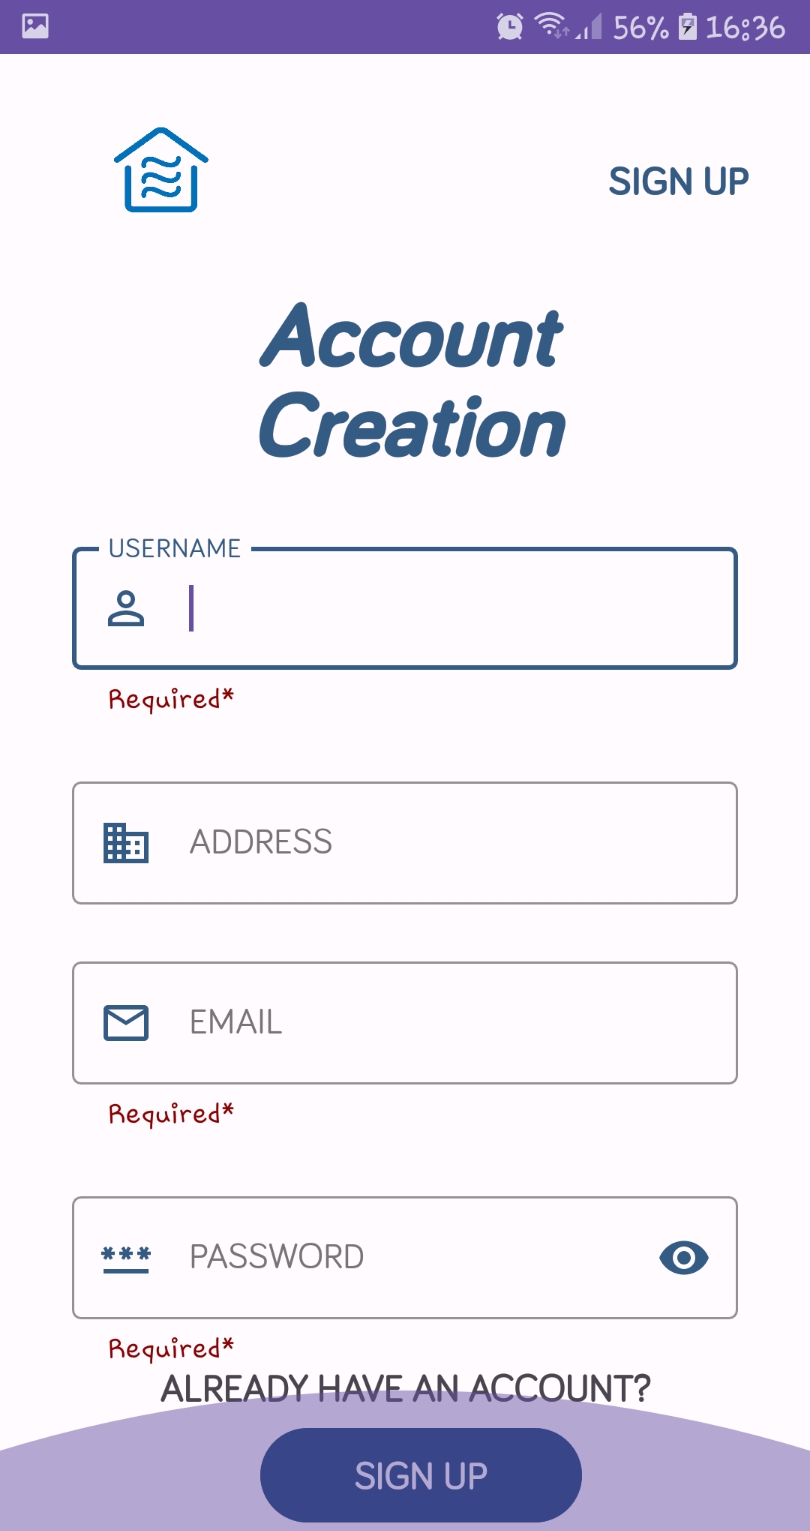 56% 16:36
SIGN UP
Account
Creation
USERNAME
Required*
ADDRESS
EMAIL
Required*
*** PASSWORD
Required*
ALREADY HAVE AN ACCOUNT?
SIGN UP